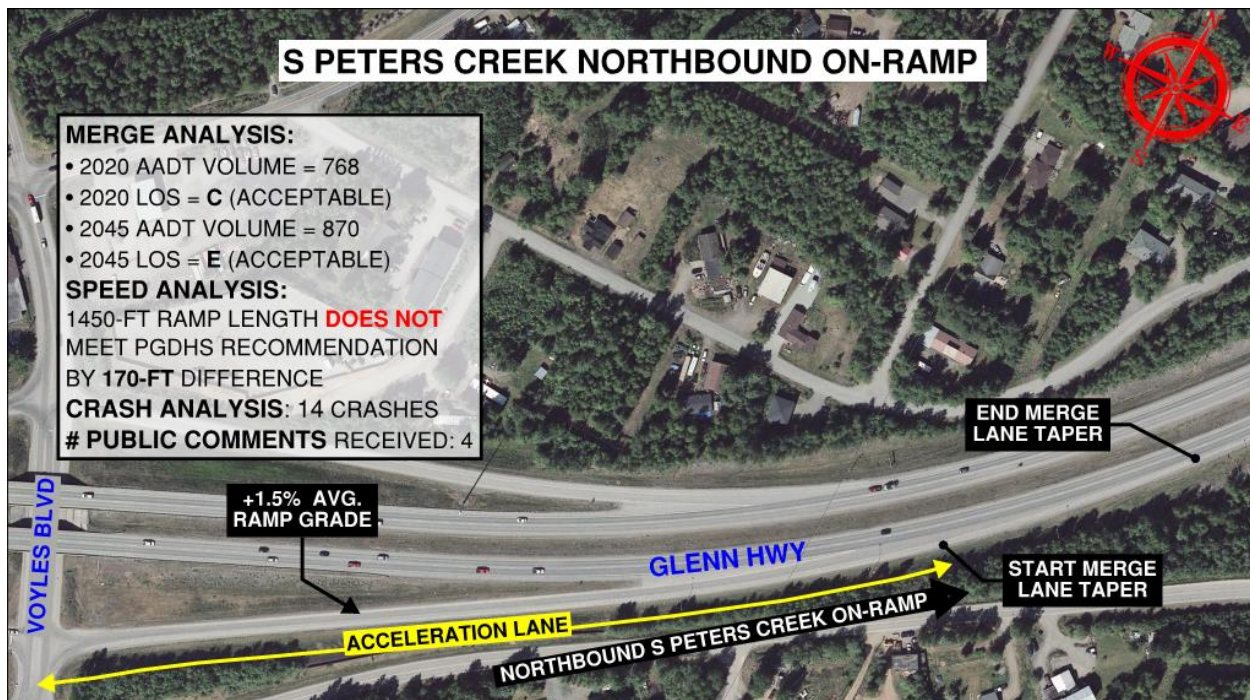 S PETERS CREEK NORTHBOUND ON-RAMP
N
W
E
S
MERGE ANALYSIS:
• 2020 AADT VOLUME = 768
• 2020 LOS = C (ACCEPTABLE)
• 2045 AADT VOLUME = 870
• 2045 LOS = E (ACCEPTABLE)
SPEED ANALYSIS:
1450-FT RAMP LENGTH DOES NOT
MEET PGDHS RECOMMENDATION
BY 170-FT DIFFERENCE
CRASH ANALYSIS: 14 CRASHES
# PUBLIC COMMENTS RECEIVED: 4
END MERGE
LANE TAPER
+1.5% AVG.
RAMP GRADE
VOYLES BLVD
GLENN HWY
START MERGE
LANE TAPER
ACCELERATION LANE
NORTHBOUND S PETERS CREEK ON-RAMP